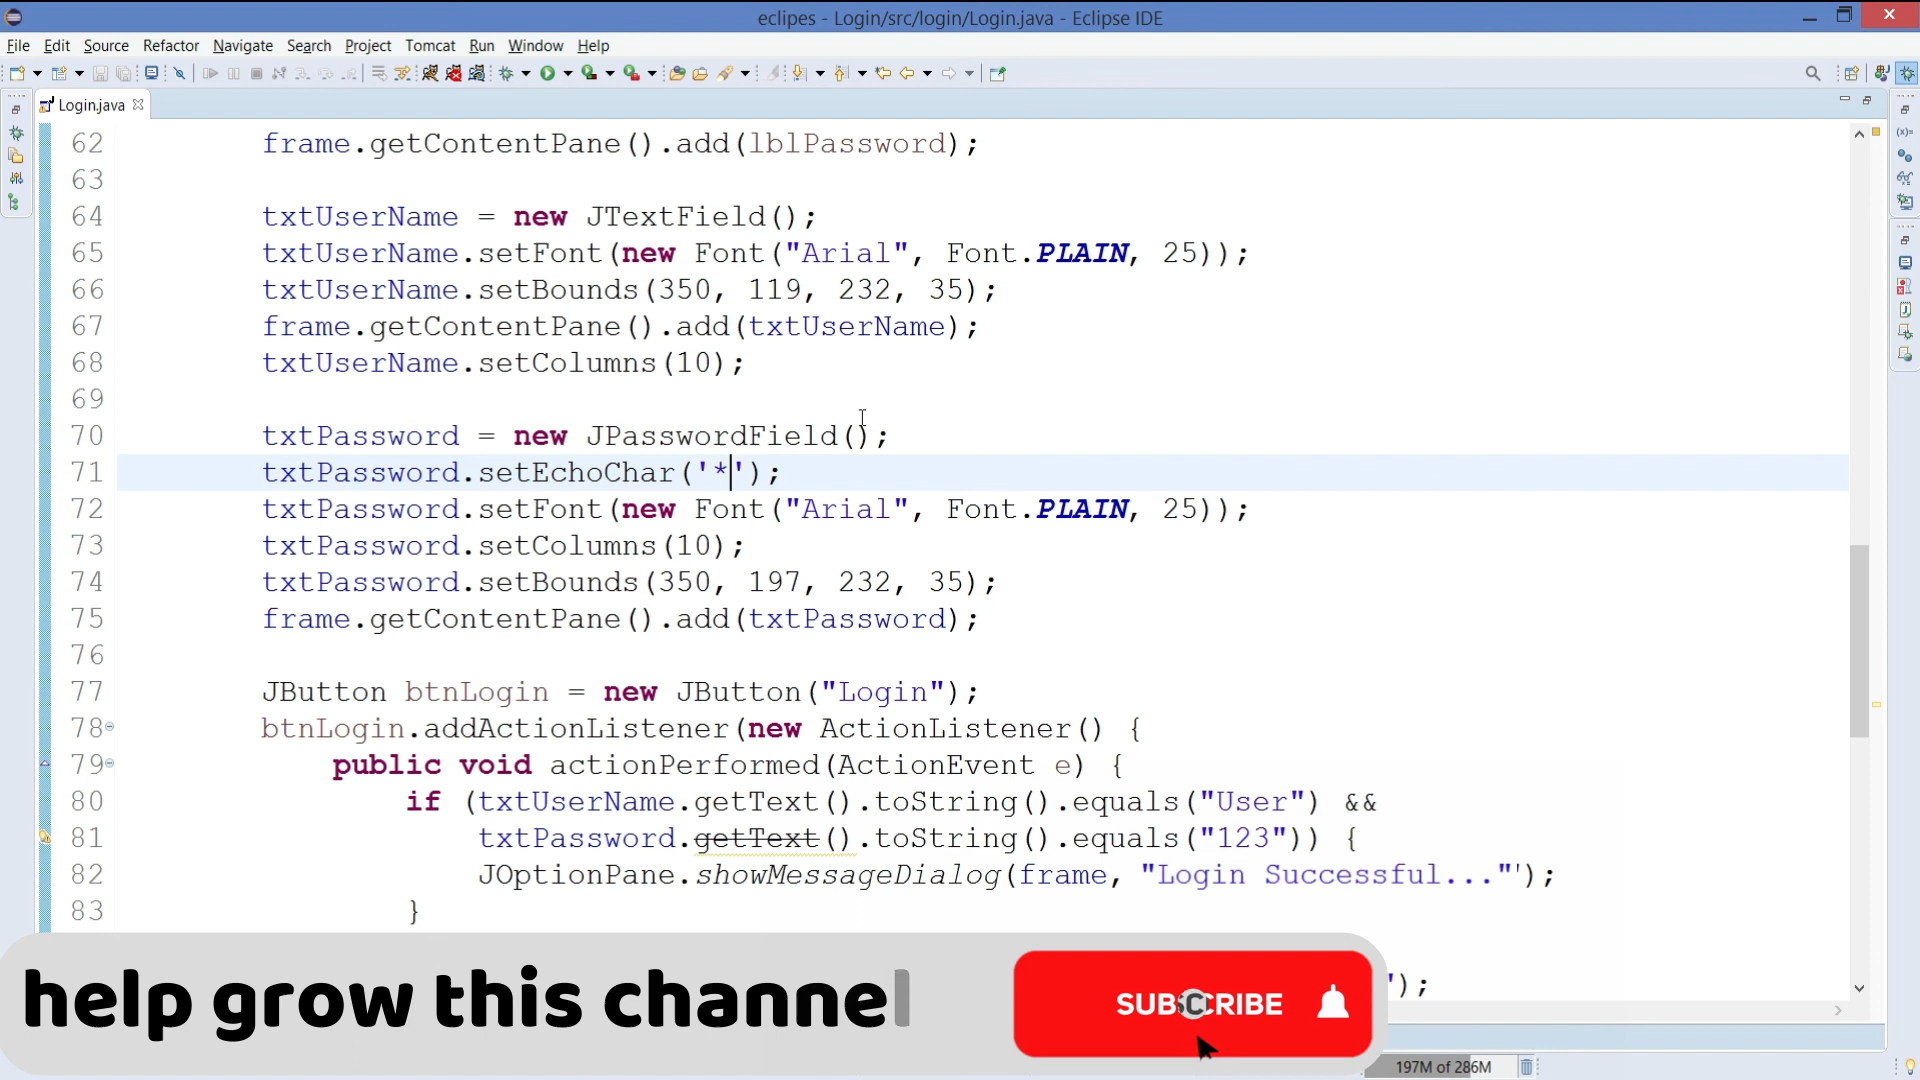 eclipes - Login/src/login/Login.java - Eclipse IDE
File Edit Source Refactor Navigate Search Project Tomcat Run Window Help
Login.java
62 frame.getContentPane().add(lblPassword);
63
64 txtUserName = new JTextField();
65 txtUserName.setFont(new Font("Arial", Font.PLAIN, 25));
66 txtUserName.setBounds(350, 119, 232, 35);
67 frame.getContentPane().add(txtUserName);
68 txtUserName.setColumns(10);
69
70 txtPassword = new JPasswordField();
71 txtPassword.setEchoChar('*');
72 txtPassword.setFont(new Font("Arial", Font.PLAIN, 25));
73 txtPassword.setColumns(10);
74 txtPassword.setBounds(350, 197, 232, 35);
75 frame.getContentPane().add(txtPassword);
76
77 JButton btnLogin = new JButton("Login");
78 btnLogin.addActionListener(new ActionListener() {
79 public void actionPerformed(ActionEvent e) {
80 if (txtUserName.getText().toString().equals("User") &&
81 txtPassword.getText().toString().equals("123")) {
82 JOptionPane.showMessageDialog(frame, "Login Successful..."');
83 }
');
help grow this channel
SUBSCRIBE
197M of 286M